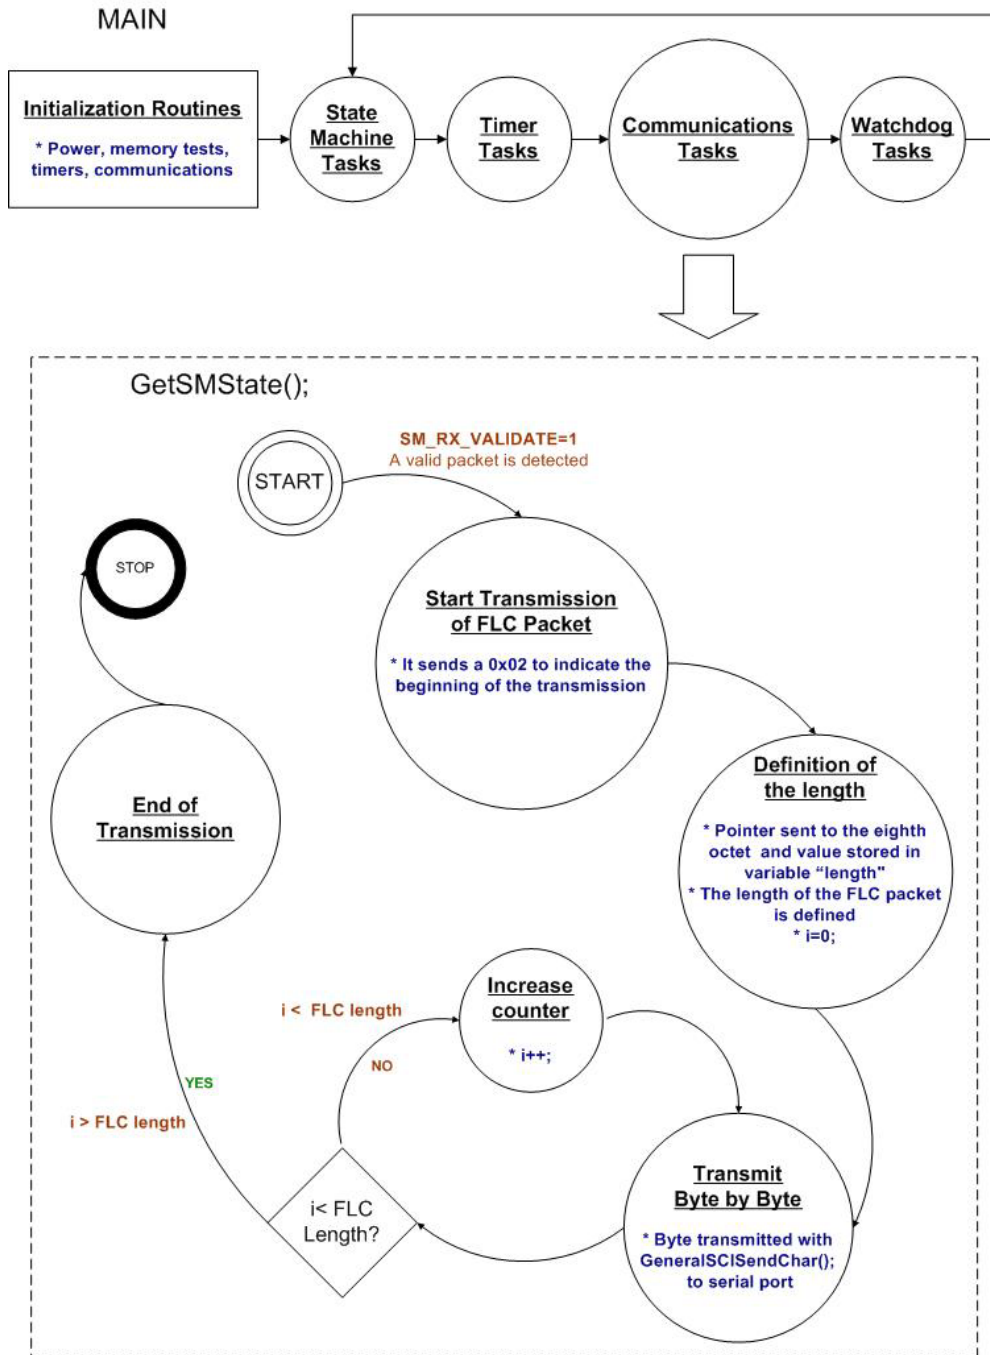 MAIN
Initialization Routines
* Power, memory tests,
timers, communications
State
Machine
Tasks
Timer
Tasks
Communications
Tasks
Watchdog
Tasks
GetSMState();
START
SM_RX_VALIDATE=1
A valid packet is detected
STOP
Start Transmission
of FLC Packet
* It sends a 0x02 to indicate the
beginning of the transmission
End of
Transmission
Definition of
the length
* Pointer sent to the eighth
octet and value stored in
variable “length"
* The length of the FLC packet
is defined
* i=0;
Increase
counter
* i++;
i < FLC length
NO
YES
i > FLC length
i< FLC
Length?
Transmit
Byte by Byte
* Byte transmitted with
GeneralSCISendChar();
to serial port